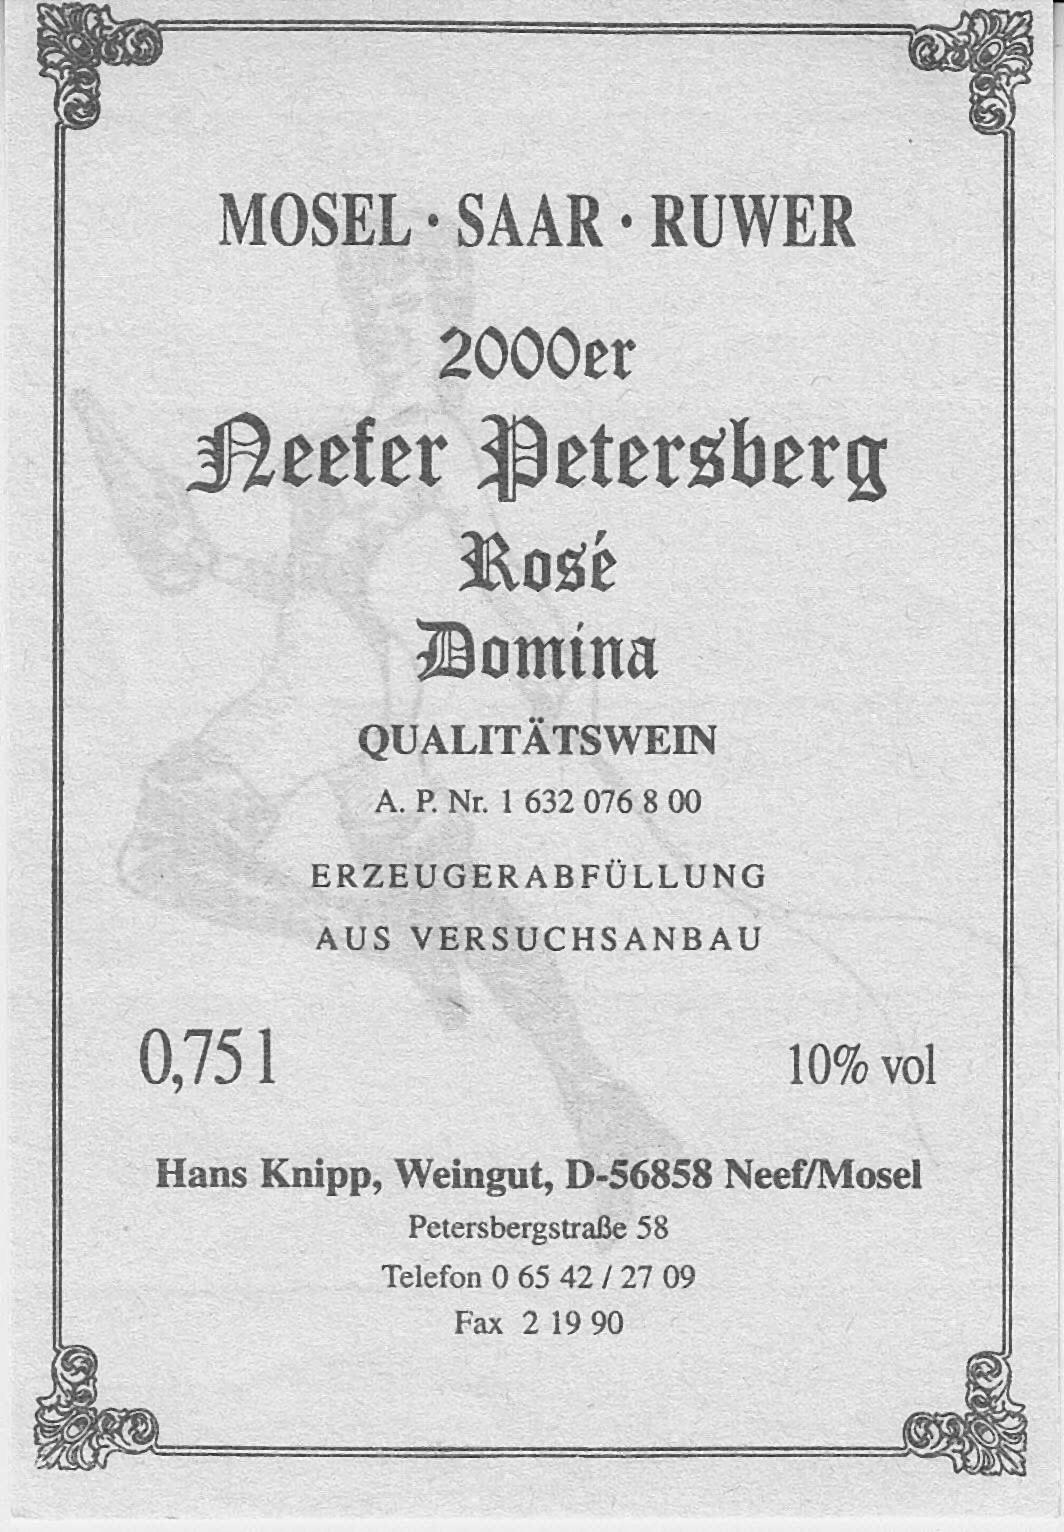 MOSEL · SAAR · RUWER
2000er
Neefer Petersberg
Rosé
Domina
QUALITÄTSWEIN
A. P. Nr. 1 632 076 8 00
ERZEUGERABFÜLLUNG
AUS VERSUCHSANBAU
0,75 l 10% vol
Hans Knipp, Weingut, D-56858 Neef/Mosel
Petersbergstraße 58
Telefon 0 65 42 / 27 09
Fax 2 19 90